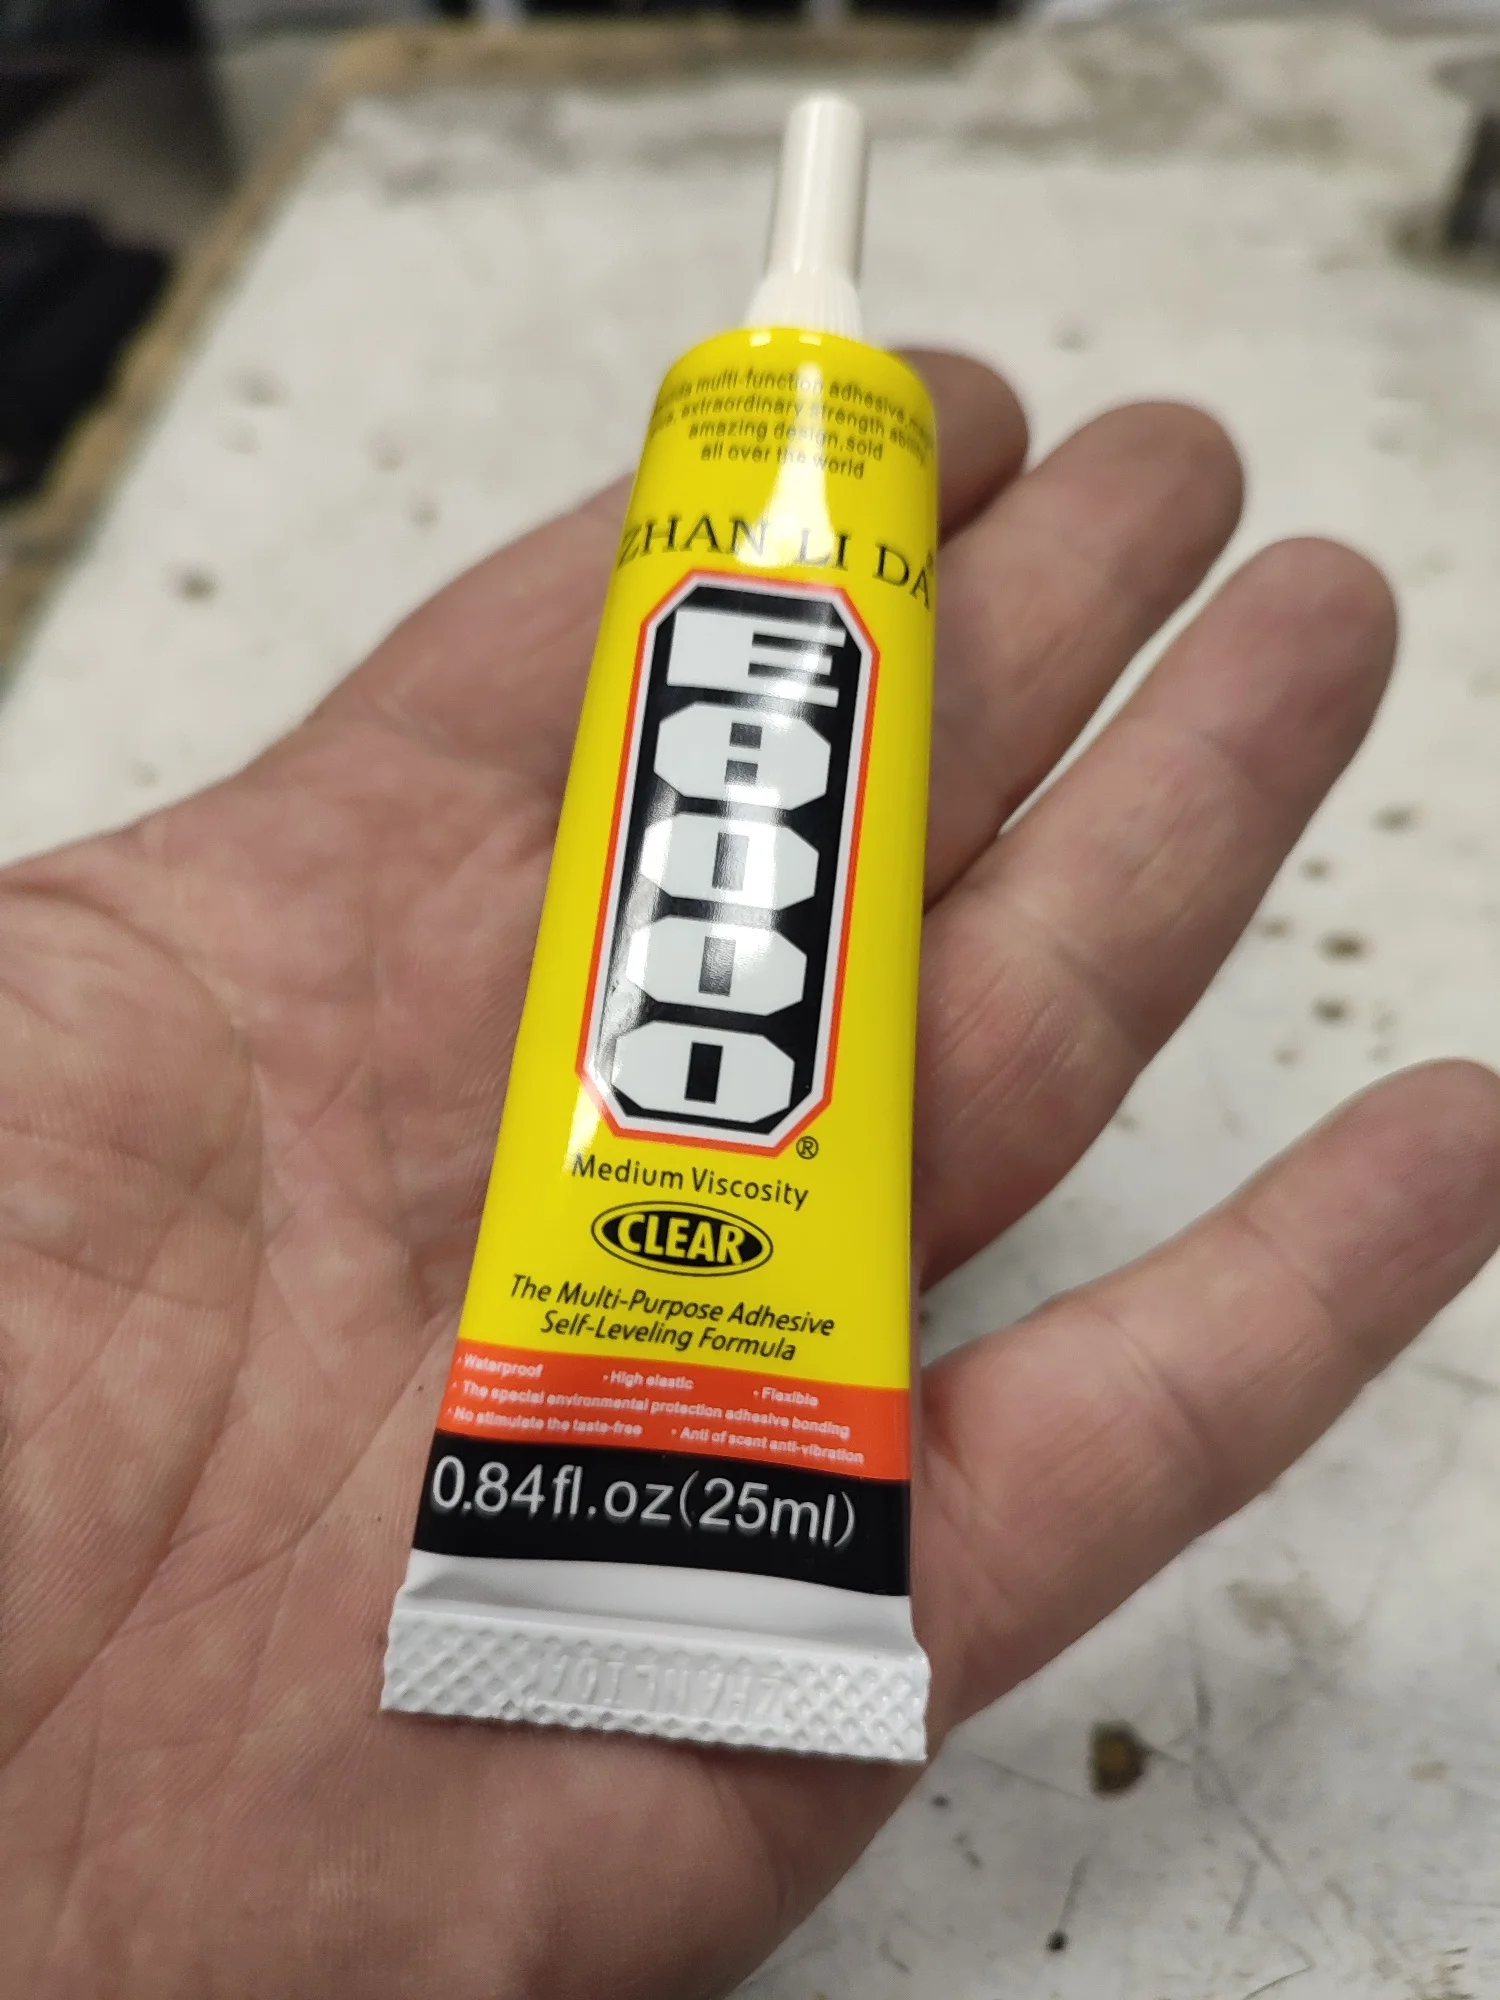 multi-function adhesive,
extraordinary strength ability,
amazing design,sold
all over the world
ZHAN LI DA
E8000®
Medium Viscosity
CLEAR
The Multi-Purpose Adhesive
Self-Leveling Formula
·Waterproof ·High elastic ·Flexible
·The special environmental protection adhesive bonding
·No stimulate the taste-free ·Anti of scent anti-vibration
0.84fl.oz(25ml)
ZHANLIDA